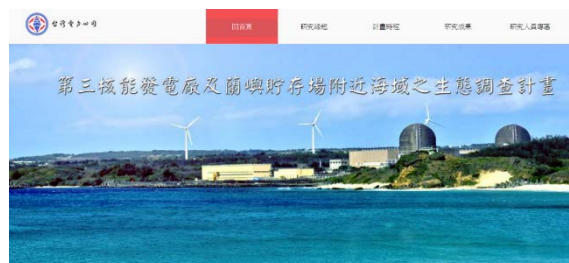 台灣電力公司
回首頁
研究緣起
計畫時程
研究成果
研究人員專區
第三核能發電廠及蘭嶼貯存場附近海域之生態調查計畫